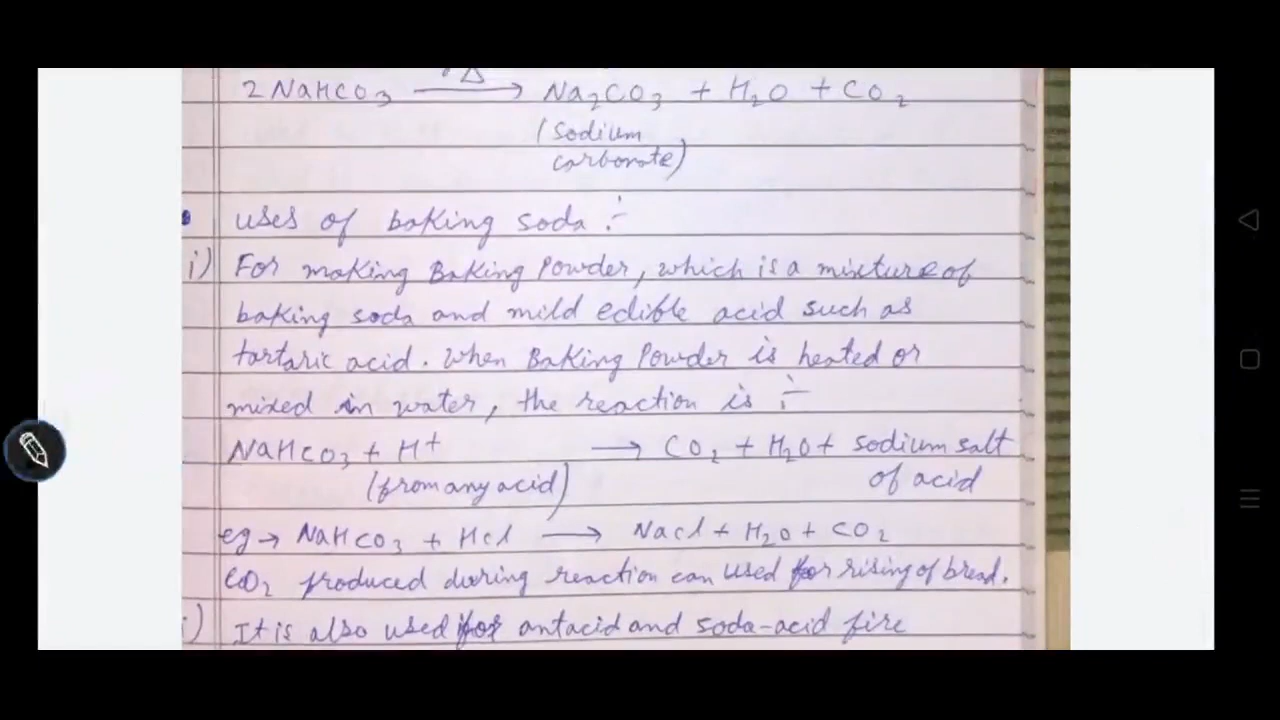 2 NaHCO₃ —Δ→ Na₂CO₃ + H₂O + CO₂
(Sodium
carbonate)
uses of baking soda :-
i) For making Baking Powder, which is a mixture of
baking soda and mild edible acid such as
tartaric acid. When Baking Powder is heated or
mixed in water, the reaction is :-
NaHCO₃ + H+ → CO₂ + H₂O + sodium salt
(from any acid) of acid
eg → NaHCO₃ + HCl → NaCl + H₂O + CO₂
CO₂ produced during reaction can used for rising of bread.
i) It is also used for antacid and soda-acid fire